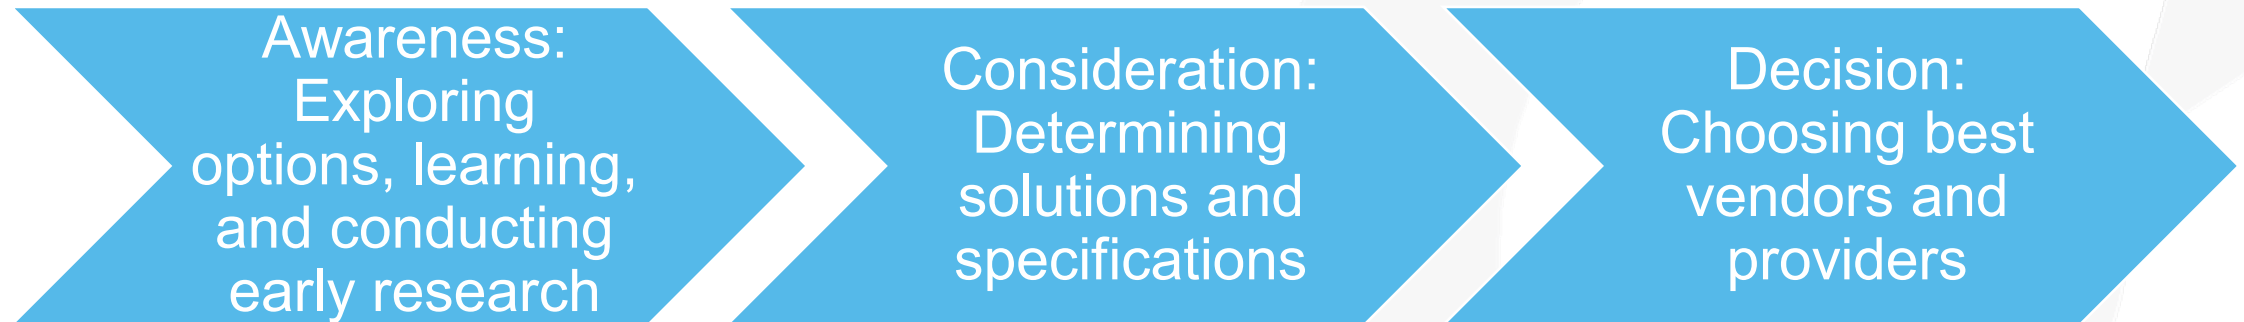 Awareness:
Exploring
options, learning,
and conducting
early research
Consideration:
Determining
solutions and
specifications
Decision:
Choosing best
vendors and
providers